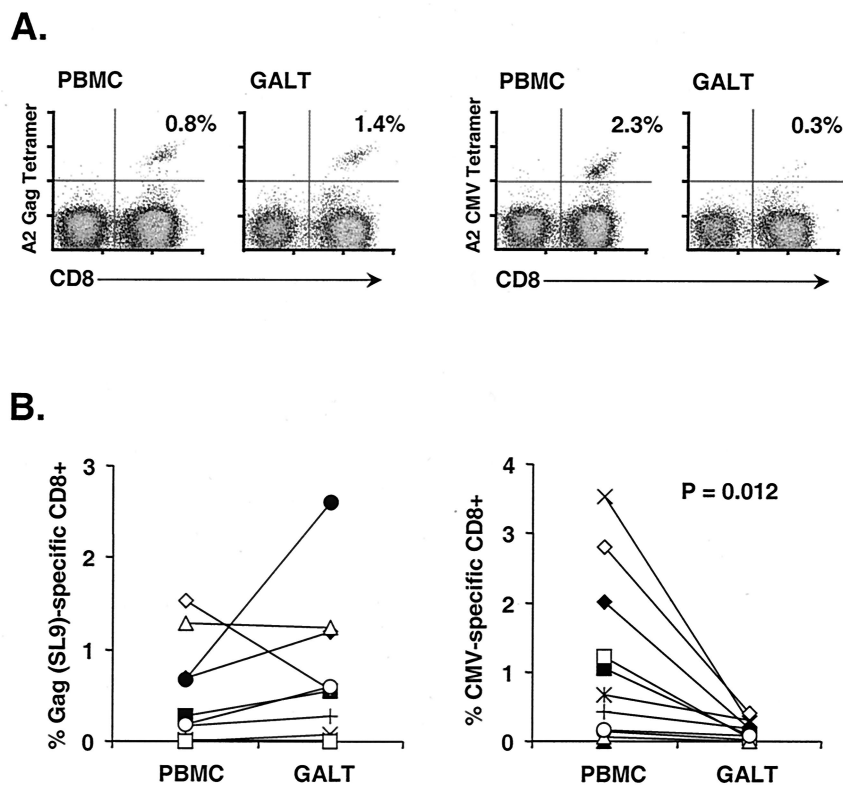 A.
PBMC GALT PBMC GALT
0.8% 1.4% 2.3% 0.3%
A2 Gag Tetramer
A2 CMV Tetramer
CD8 CD8
B.
% Gag (SL9)-specific CD8+
3
2
1
0
PBMC GALT
% CMV-specific CD8+
4
3
2
1
0
P = 0.012
PBMC GALT